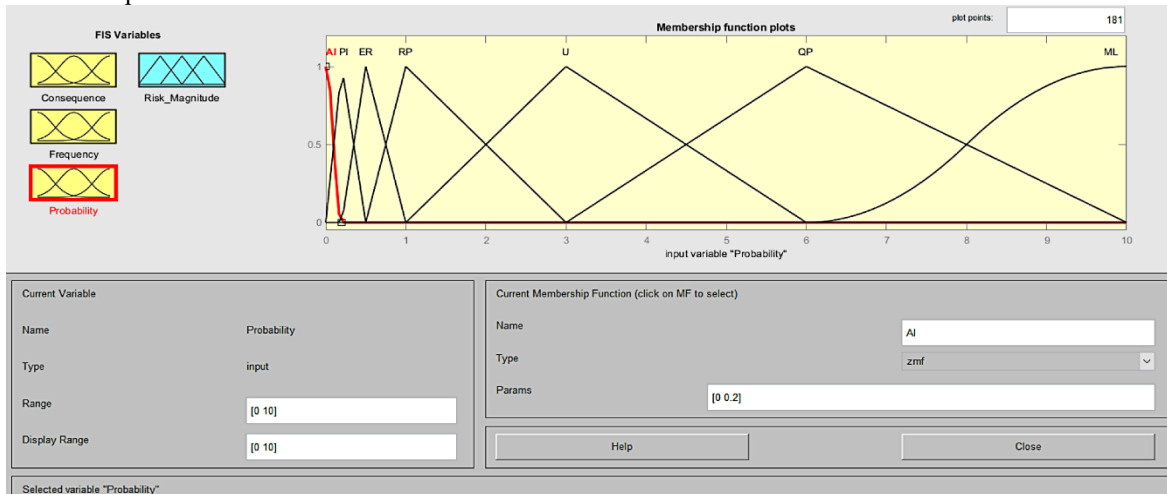 FIS Variables
Membership function plots
plot points:
181
Consequence
Risk_Magnitude
Frequency
Probability
AI PI ER RP U QP ML
1
0.5
0
0 1 2 3 4 5 6 7 8 9 10
input variable "Probability"
Current Variable
Name Probability
Type input
Range [0 10]
Display Range [0 10]
Current Membership Function (click on MF to select)
Name AI
Type zmf
Params [0 0.2]
Help Close
Selected variable "Probability"